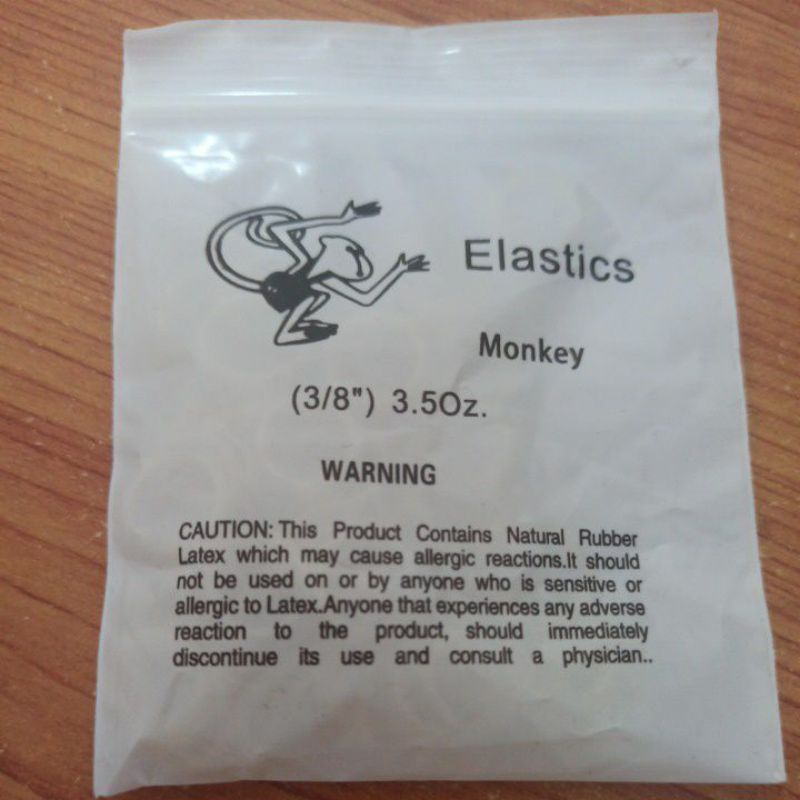 Elastics
Monkey
(3/8") 3.5Oz.
WARNING
CAUTION: This Product Contains Natural Rubber
Latex which may cause allergic reactions.It should
not be used on or by anyone who is sensitive or
allergic to Latex.Anyone that experiences any adverse
reaction to the product, should immediately
discontinue its use and consult a physician..